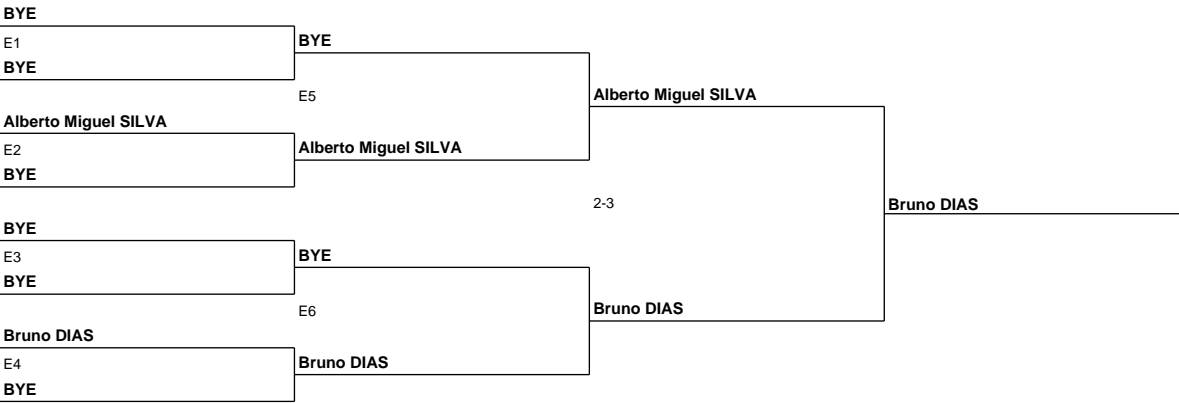 BYE
E1
BYE
BYE
E5
Alberto Miguel SILVA
Alberto Miguel SILVA
E2
Alberto Miguel SILVA
BYE
2-3
Bruno DIAS
BYE
E3
BYE
BYE
E6
Bruno DIAS
Bruno DIAS
E4
Bruno DIAS
BYE